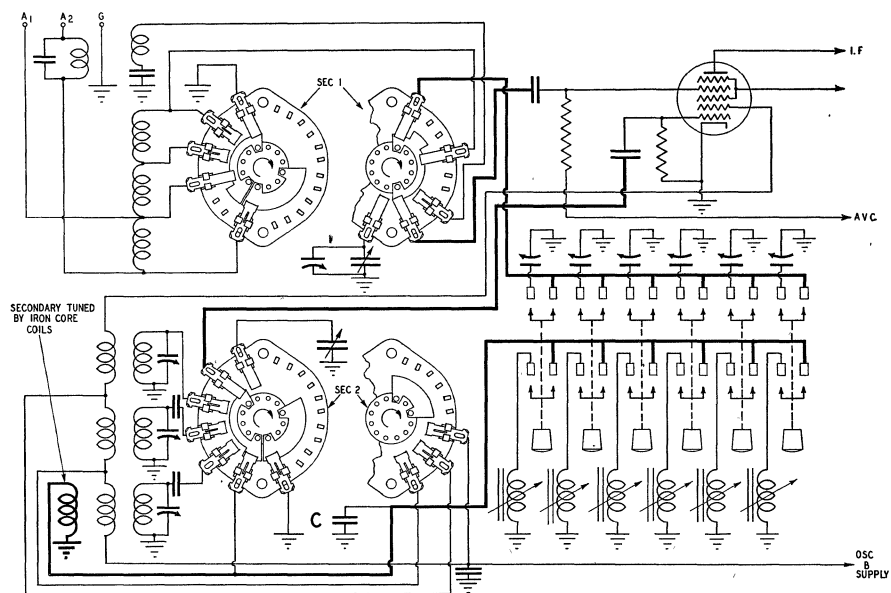 A1
A2
G
SEC 1
I.F
A.V.C.
SECONDARY TUNED
BY IRON CORE
COILS
SEC 2
C
OSC
B
SUPPLY